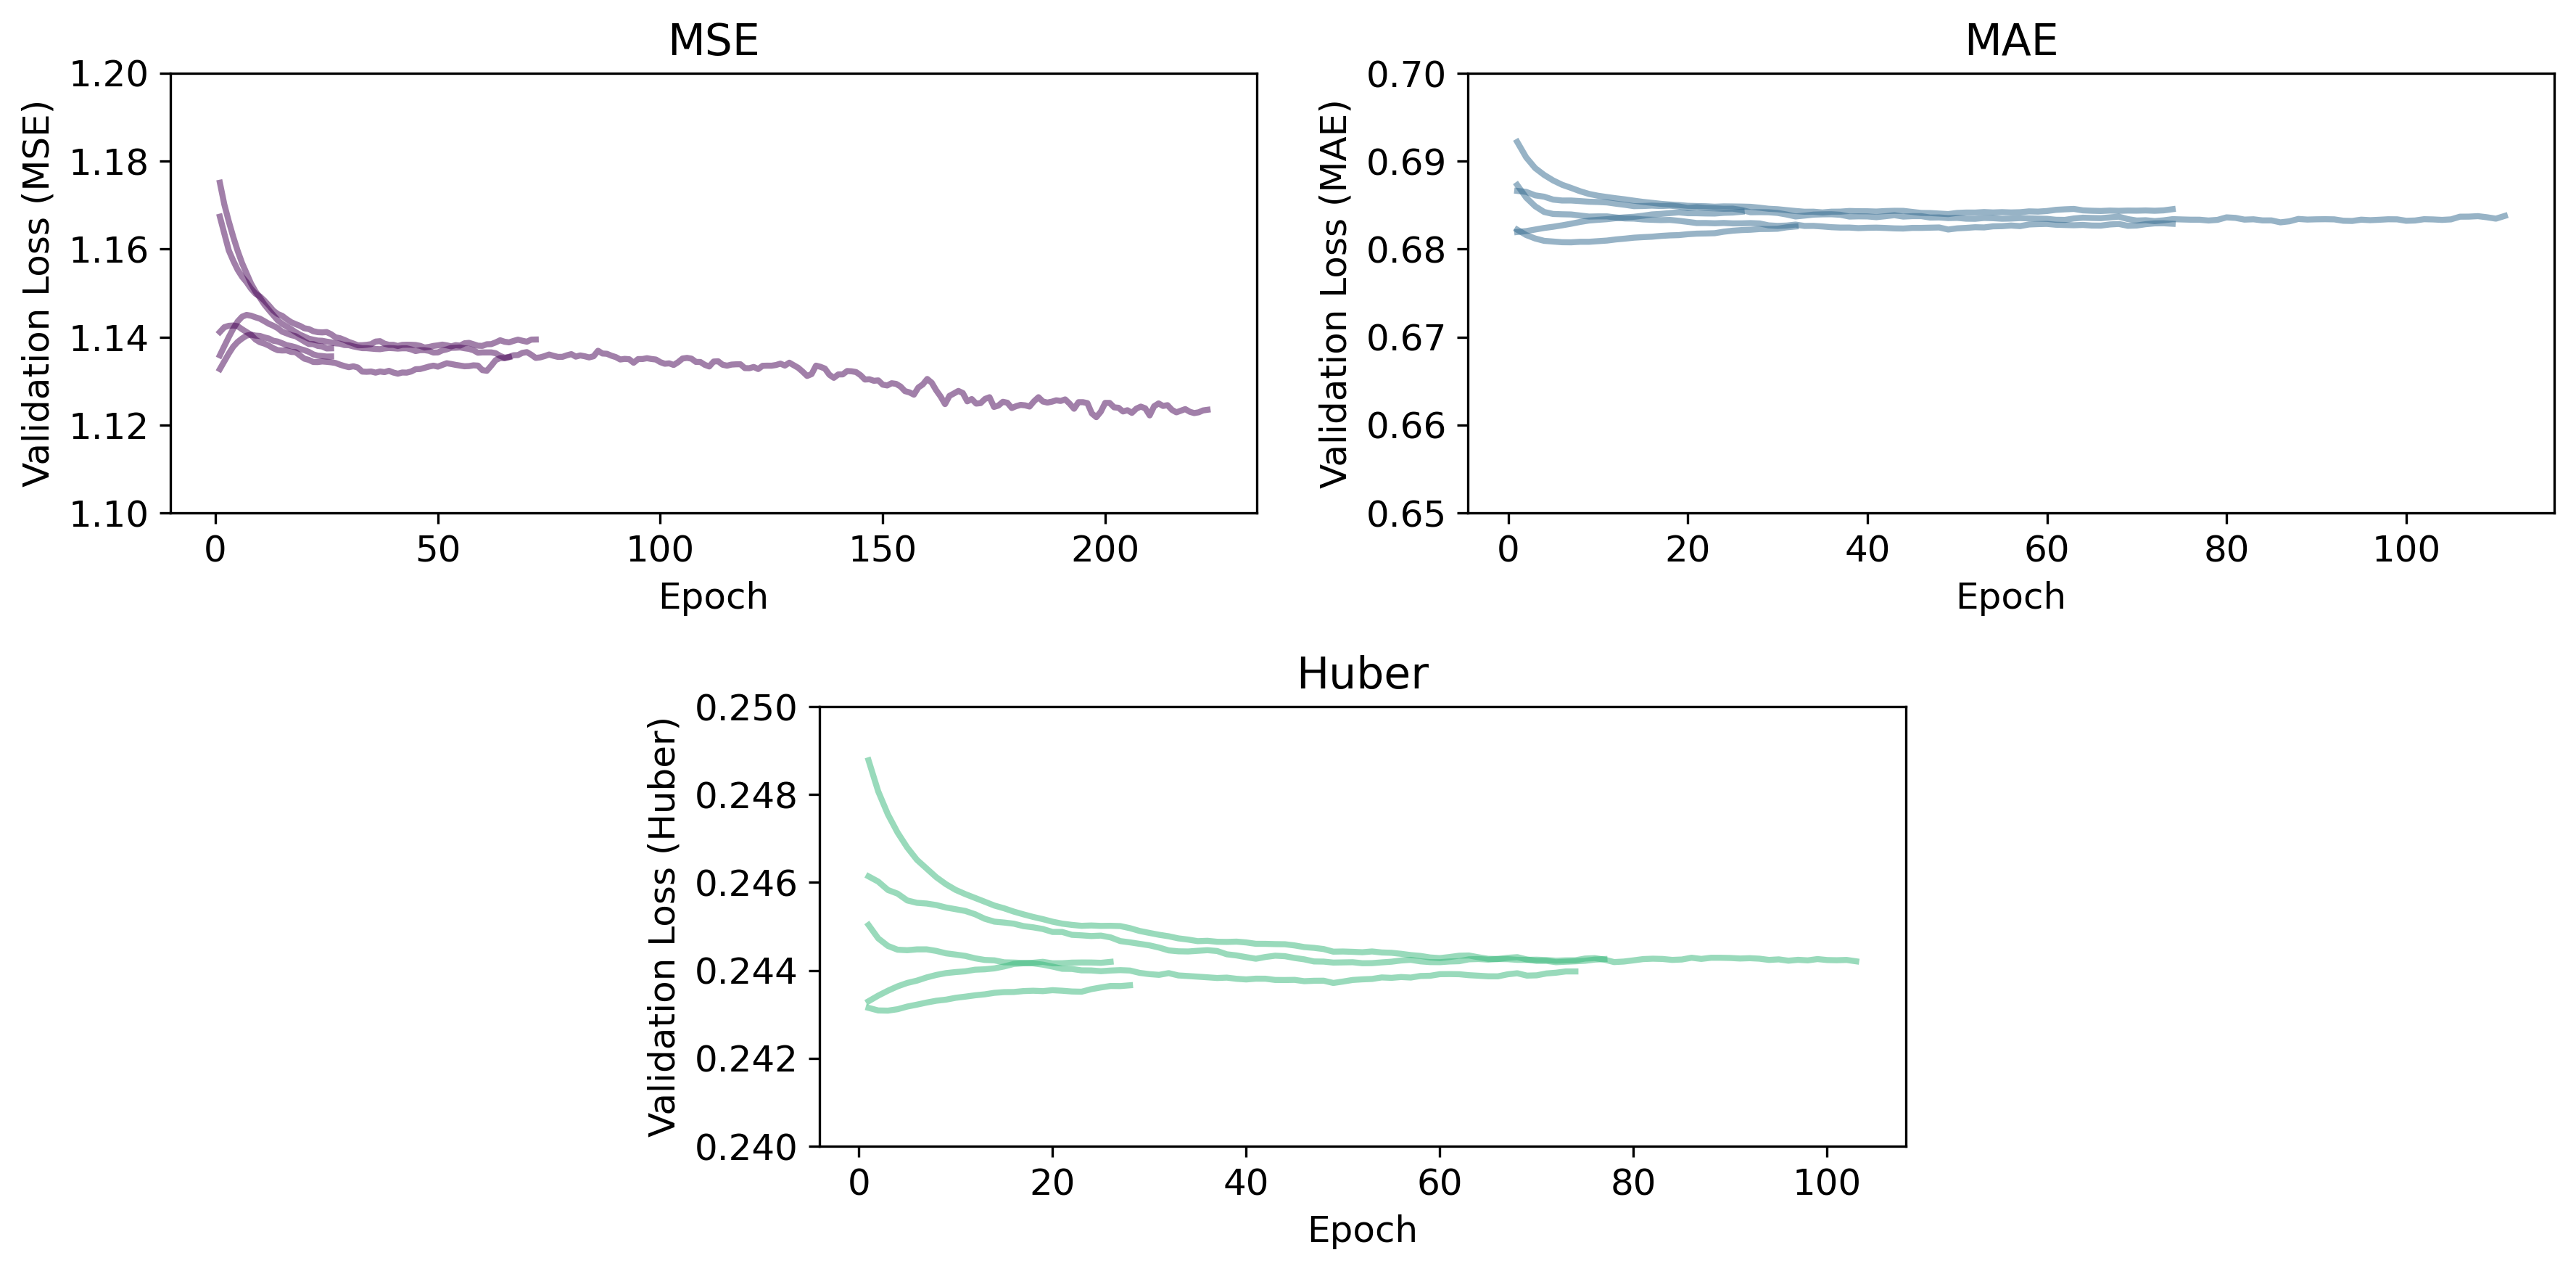 MSE
Validation Loss (MSE)
1.20
1.18
1.16
1.14
1.12
1.10
0 50 100 150 200
Epoch
MAE
Validation Loss (MAE)
0.70
0.69
0.68
0.67
0.66
0.65
0 20 40 60 80 100
Epoch
Huber
Validation Loss (Huber)
0.250
0.248
0.246
0.244
0.242
0.240
0 20 40 60 80 100
Epoch